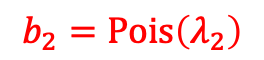 b₂ = Pois(λ₂)